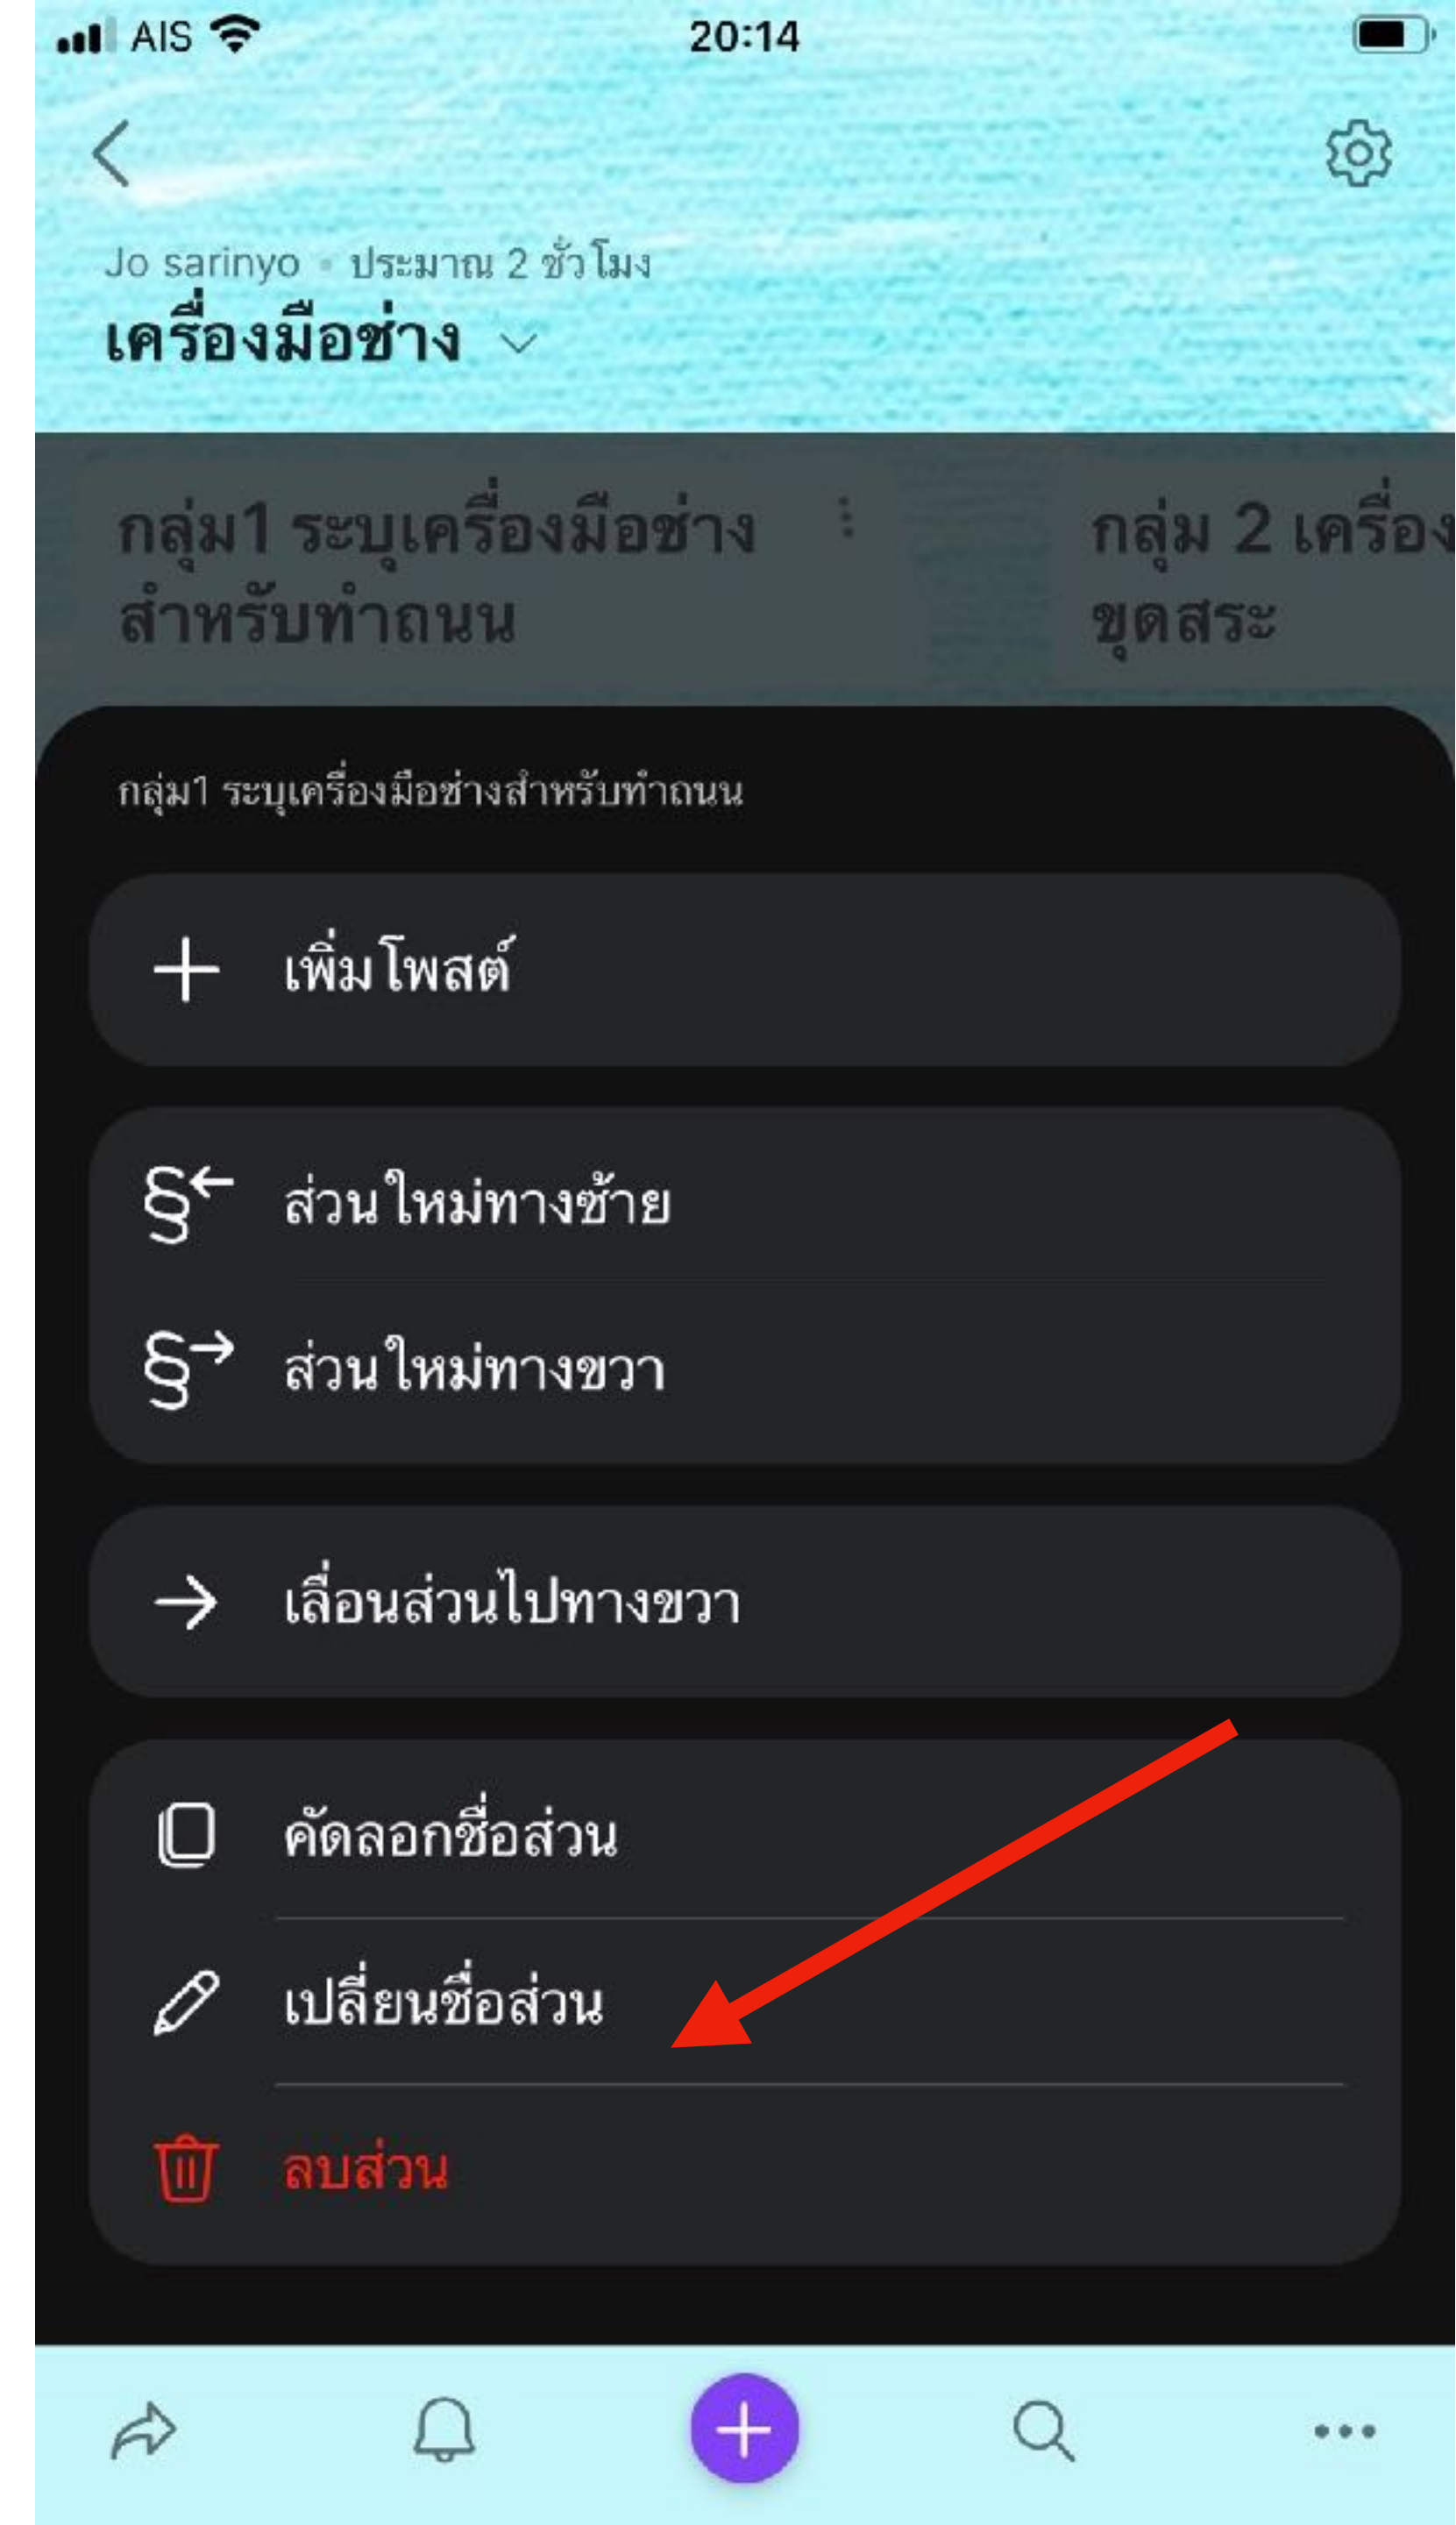 AIS
20:14
Jo sarinyo • ประมาณ 2 ชั่วโมง
เครื่องมือช่าง
กลุ่ม1 ระบุเครื่องมือช่าง
สำหรับทำถนน
กลุ่ม 2 เครื่อง
ขุดสระ
กลุ่ม1 ระบุเครื่องมือช่างสำหรับทำถนน
เพิ่มโพสต์
ส่วนใหม่ทางซ้าย
ส่วนใหม่ทางขวา
เลื่อนส่วนไปทางขวา
คัดลอกชื่อส่วน
เปลี่ยนชื่อส่วน
ลบส่วน